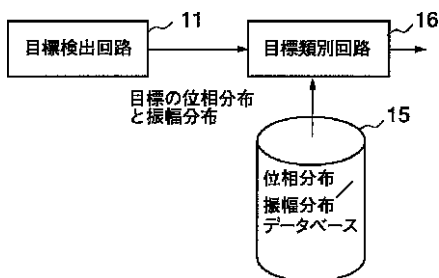 11
16
目標検出回路
目標類別回路
目標の位相分布
と振幅分布
15
位相分布
振幅分布
データベース